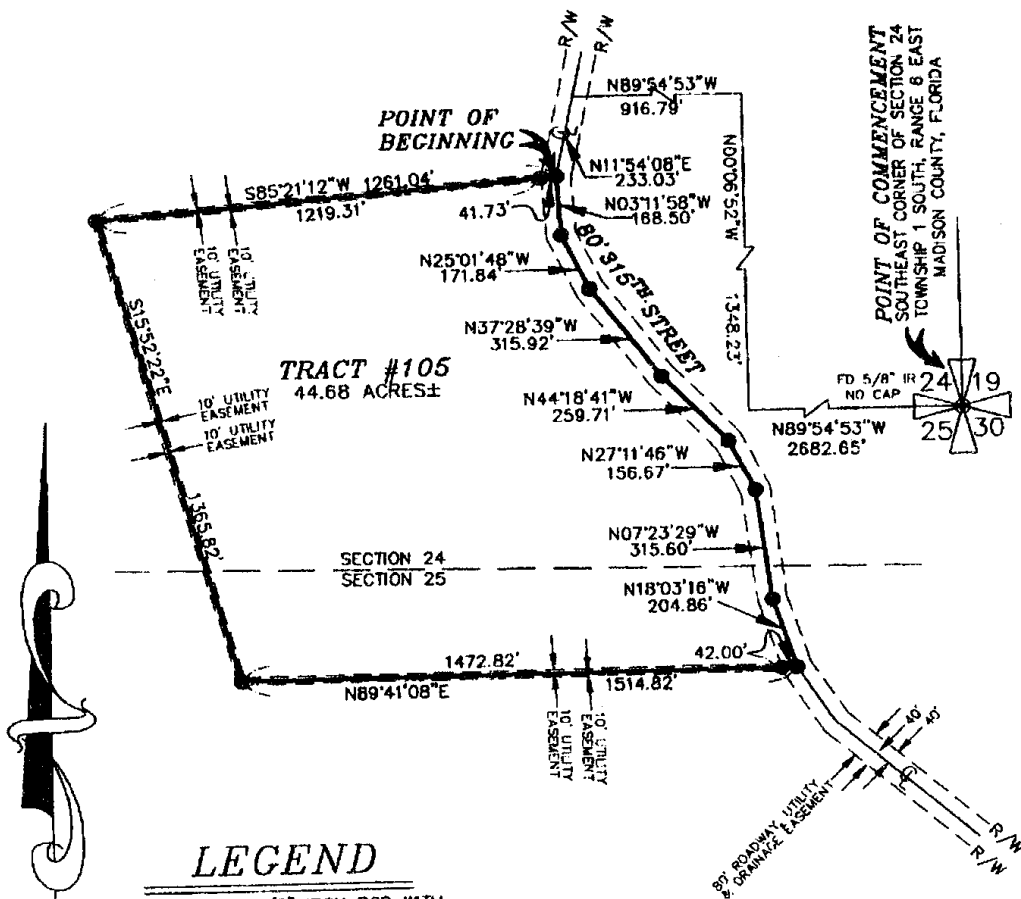 R/W
R/W
N89°54'53"W
916.79'
POINT OF
BEGINNING
N11°54'08"E
233.03'
S85°21'12"W 1261.04'
1219.31'
41.73'
N03°11'58"W
168.50'
N00°06'52"W 1348.23'
POINT OF COMMENCEMENT
SOUTHEAST CORNER OF SECTION 24
TOWNSHIP 1 SOUTH, RANGE 8 EAST
MADISON COUNTY, FLORIDA
10' UTILITY
EASEMENT
10' UTILITY
EASEMENT
N25°01'48"W
171.84'
80' 315TH. STREET
N37°28'39"W
315.92'
S15°52'22"E
1365.82'
TRACT #105
44.68 ACRES±
10' UTILITY
EASEMENT
10' UTILITY
EASEMENT
N44°18'41"W
259.71'
FD 5/8" IR
NO CAP
24
19
25
30
N89°54'53"W
2682.65'
N27°11'46"W
156.67'
N07°23'29"W
315.60'
SECTION 24
SECTION 25
N18°03'16"W
204.86'
42.00'
1472.82'
N89°41'08"E
1514.82'
10' UTILITY
EASEMENT
10' UTILITY
EASEMENT
40'
40'
80' ROADWAY, UTILITY
& DRAINAGE EASEMENT
R/W
R/W
LEGEND